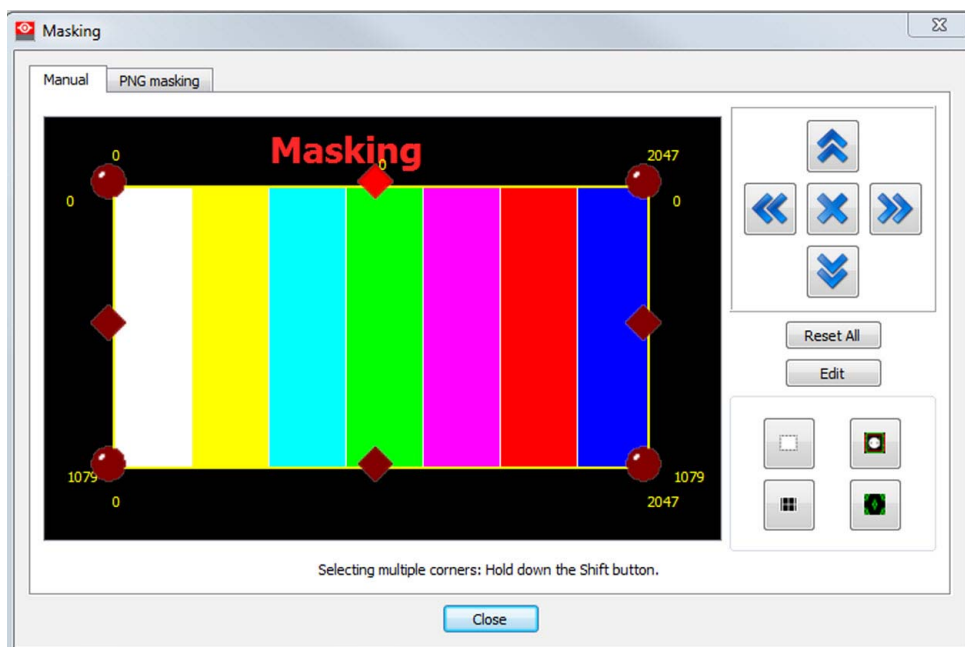 Masking
Manual
PNG masking
Masking
0
0
2047
0
0
Reset All
Edit
1079
1079
0
2047
Selecting multiple corners: Hold down the Shift button.
Close